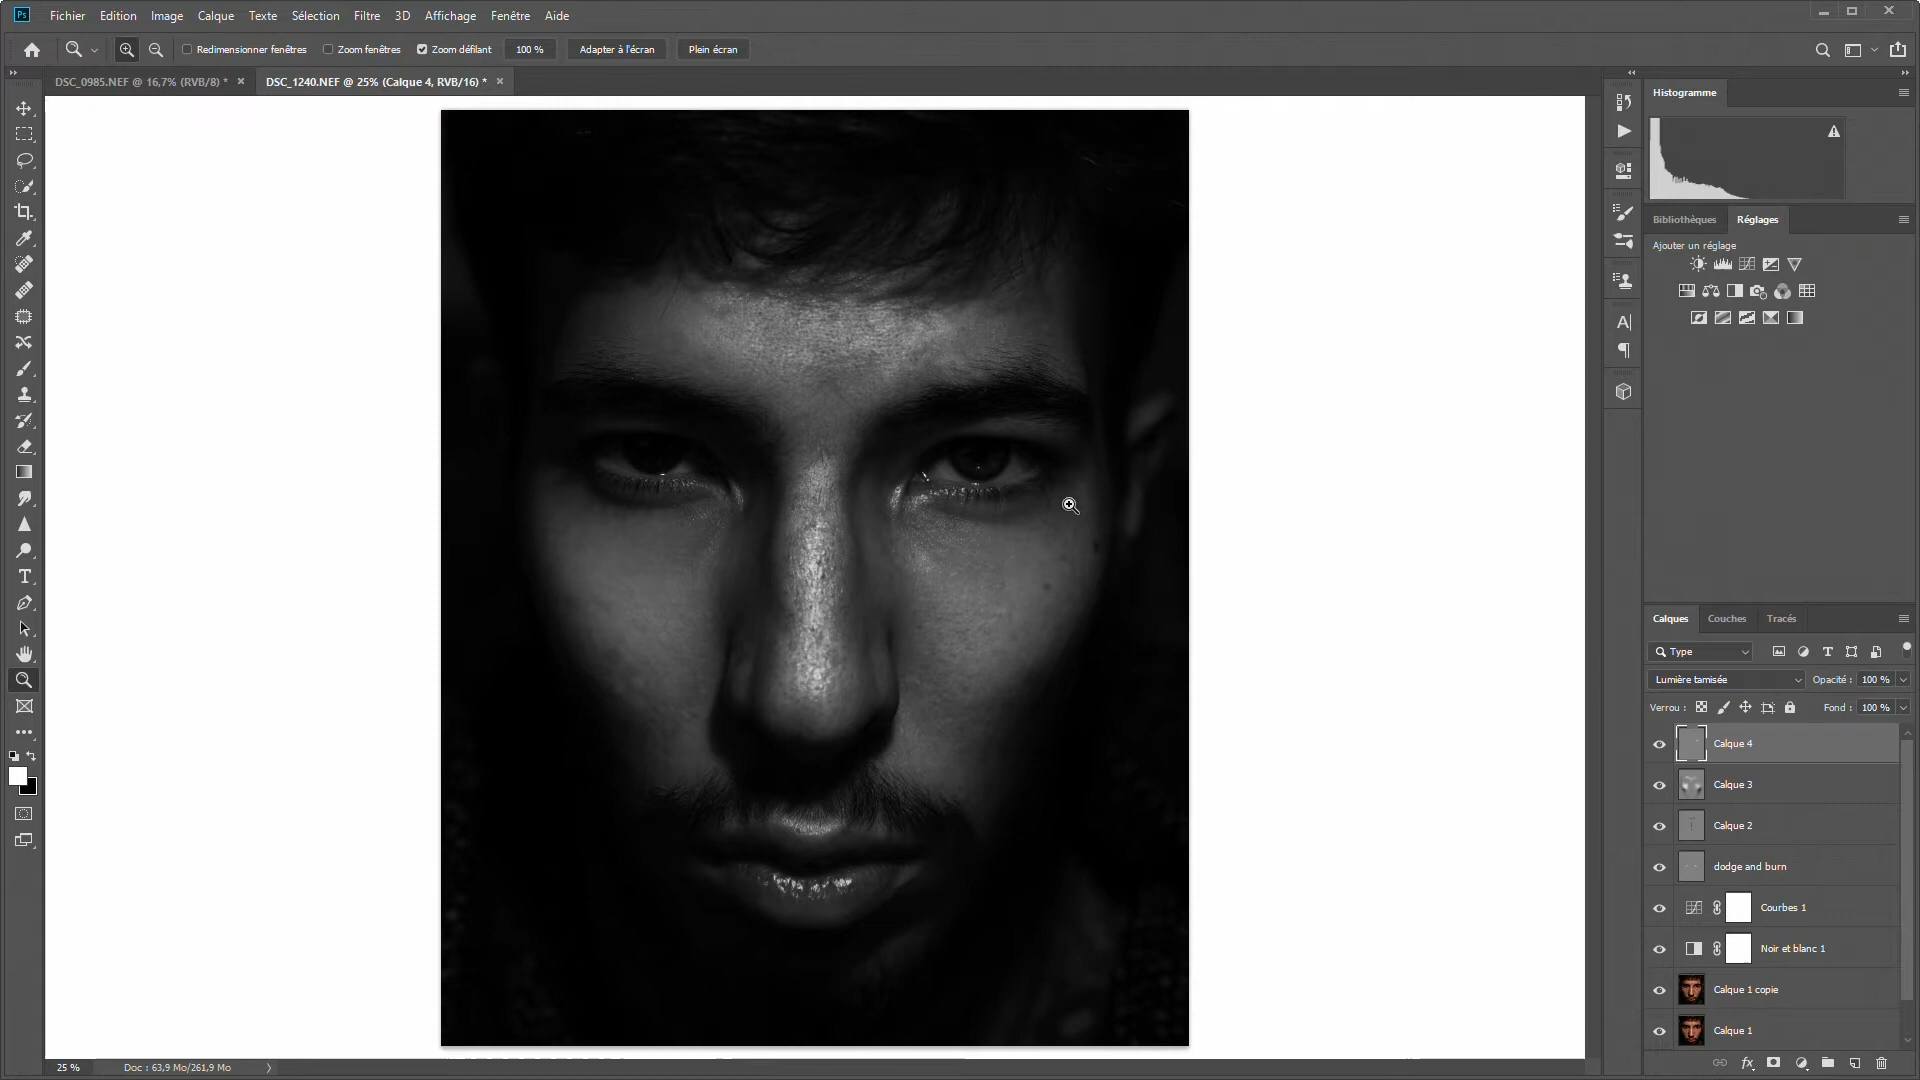 Ps Fichier Edition Image Calque Texte Sélection Filtre 3D Affichage Fenêtre Aide
Redimensionner fenêtres Zoom fenêtres Zoom défilant 100 % Adapter à l'écran Plein écran
DSC_0985.NEF @ 16,7% (RVB/8) * DSC_1240.NEF @ 25% (Calque 4, RVB/16) *
Histogramme
Bibliothèques Réglages
Ajouter un réglage
Calques Couches Tracés
Type
Lumière tamisée Opacité : 100 %
Verrou : Fond : 100 %
Calque 4
Calque 3
Calque 2
dodge and burn
Courbes 1
Noir et blanc 1
Calque 1 copie
Calque 1
25 % Doc : 63,9 Mo/261,9 Mo
fx